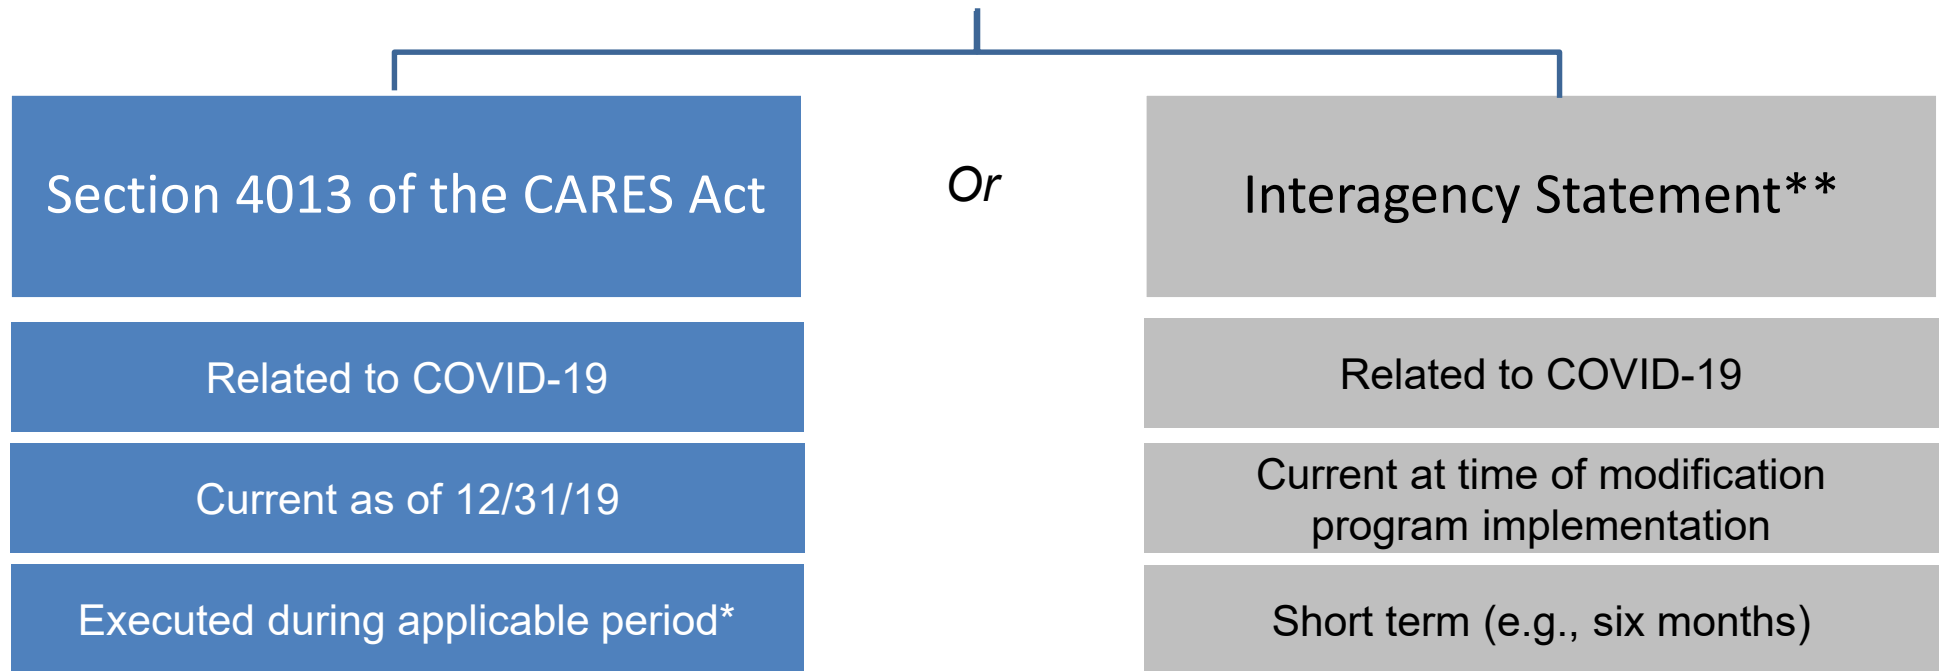 Section 4013 of the CARES Act
Or
Interagency Statement**
Related to COVID-19
Related to COVID-19
Current as of 12/31/19
Current at time of modification
program implementation
Executed during applicable period*
Short term (e.g., six months)